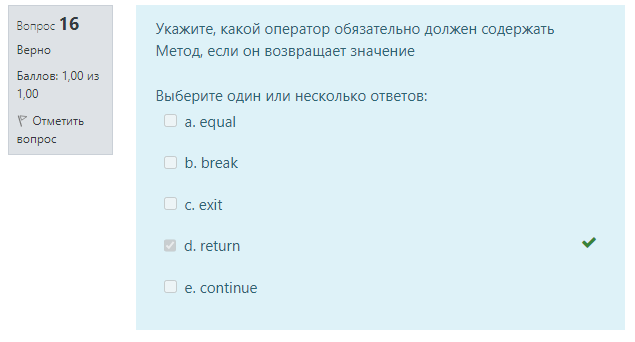 Вопрос 16
Верно
Баллов: 1,00 из
1,00
Отметить
вопрос
Укажите, какой оператор обязательно должен содержать
Метод, если он возвращает значение
Выберите один или несколько ответов:
a. equal
b. break
c. exit
d. return
e. continue